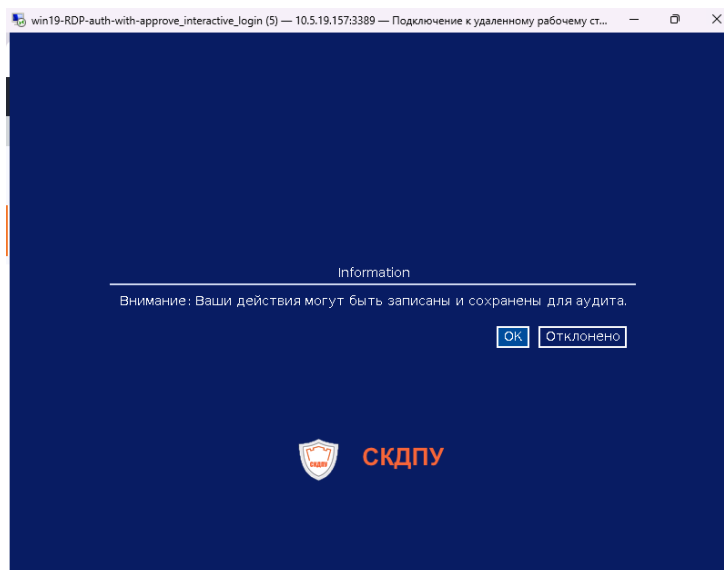 win19-RDP-auth-with-approve_interactive_login (5) — 10.5.19.157:3389 — Подключение к удаленному рабочему ст...
Information
Внимание: Ваши действия могут быть записаны и сохранены для аудита.
OK Отклонено
СКДПУ СКДПУ